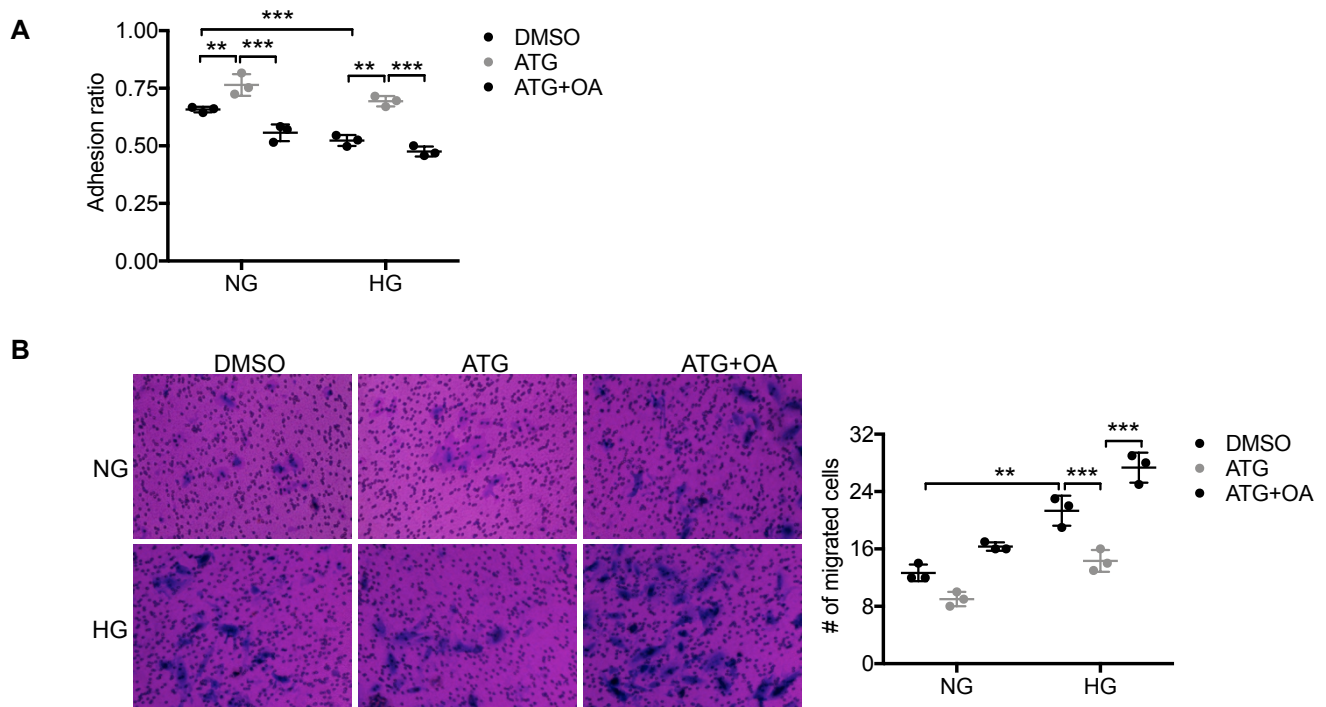 A
1.00
0.75
0.50
0.25
0.00
Adhesion ratio
***
** ***
** ***
NG HG
DMSO
ATG
ATG+OA
B
DMSO ATG ATG+OA
NG
HG
32
24
16
8
0
# of migrated cells
***
** ***
NG HG
DMSO
ATG
ATG+OA